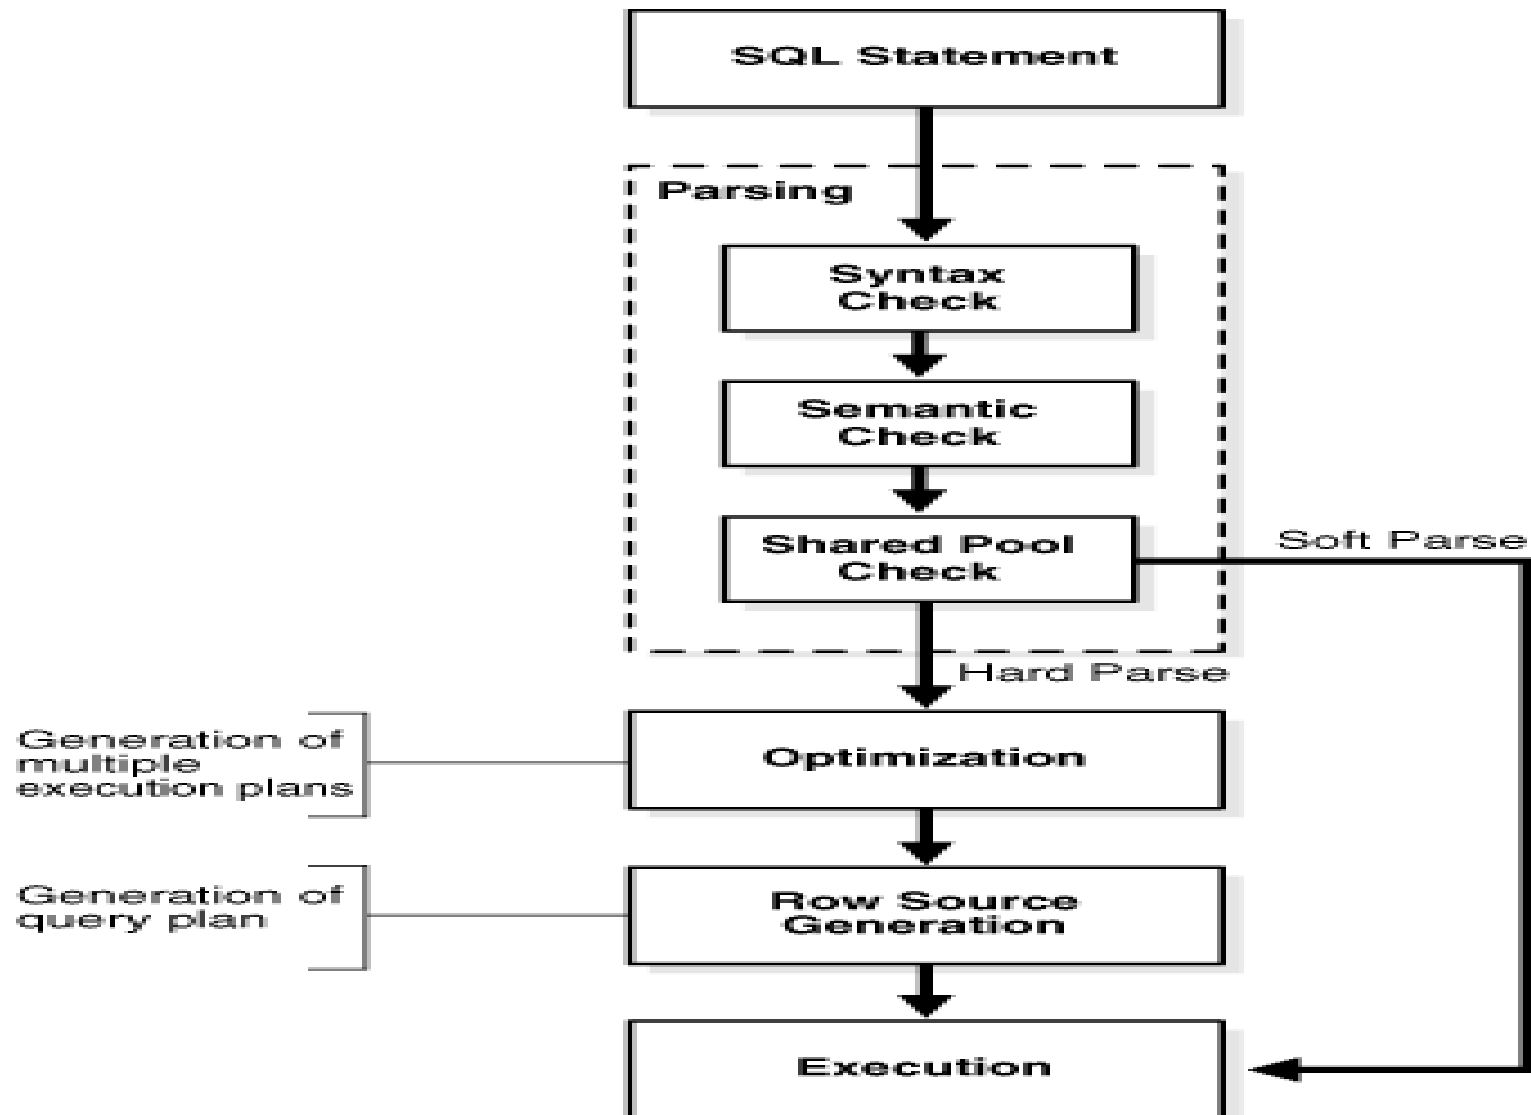 SQL Statement
Parsing
Syntax
Check
Semantic
Check
Shared Pool
Check
Soft Parse
Hard Parse
Generation of
multiple
execution plans
Optimization
Generation of
query plan
Row Source
Generation
Execution